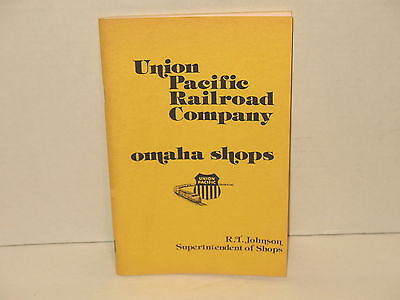 Union
Pacific
Railroad
Company
omaha shops
UNION
PACIFIC
R.T. Johnson
Superintendent of Shops